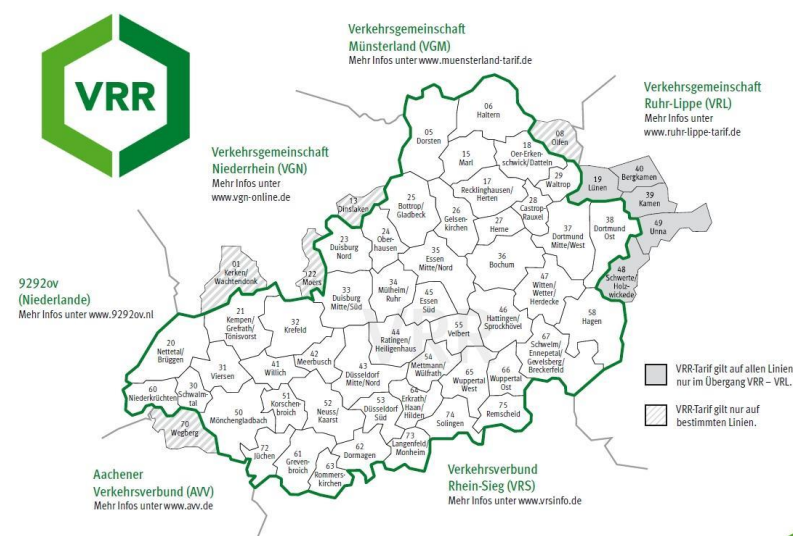 VRR
Verkehrsgemeinschaft
Münsterland (VGM)
Mehr Infos unter www.muensterland-tarif.de
Verkehrsgemeinschaft
Ruhr-Lippe (VRL)
Mehr Infos unter
www.ruhr-lippe-tarif.de
Verkehrsgemeinschaft
Niederrhein (VGN)
Mehr Infos unter
www.vgn-online.de
9292ov
(Niederlande)
Mehr Infos unter www.9292ov.nl
06
Haltern
05
Dorsten
08
Olfen
15
Marl
18
Oer-Erken-
schwick/Datteln
17
Recklinghausen/
Herten
29
Waltrop
19
Lünen
40
Bergkamen
39
Kamen
49
Unna
13
Dinslaken
25
Bottrop/
Gladbeck
26
Gelsen-
kirchen
28
Castrop-
Rauxel
27
Herne
37
Dortmund
Mitte/West
38
Dortmund
Ost
23
Duisburg
Nord
24
Ober-
hausen
35
Essen
Mitte/Nord
36
Bochum
48
Schwerte/
Holz-
wickede
01
Kerken/
Wachtendonk
22
Moers
33
Duisburg
Mitte/Süd
34
Mülheim/
Ruhr
45
Essen
Süd
47
Witten/
Wetter/
Herdecke
21
Kempen/
Grefrath/
Tönisvorst
32
Krefeld
46
Hattingen/
Sprockhövel
58
Hagen
VRR
20
Nettetal/
Brüggen
44
Ratingen/
Heiligenhaus
55
Velbert
67
Schwelm/
Ennepetal/
Gevelsberg
Breckerfeld
42
Meerbusch
41
Willich
31
Viersen
43
Düsseldorf
Mitte/Nord
54
Mettmann/
Wülfrath
65
Wuppertal
West
66
Wuppertal
Ost
60
Niederkrüchten
30
Schwalm-
tal
51
Korschen-
broich
52
Neuss/
Kaarst
53
Düsseldorf
Süd
64
Erkrath/
Haan/
Hilden
50
Mönchengladbach
74
Solingen
75
Remscheid
70
Wegberg
72
Jüchen
61
Greven-
broich
62
Dormagen
73
Langenfeld/
Monheim
63
Rommers-
kirchen
VRR-Tarif gilt auf allen Linien
nur im Übergang VRR – VRL.
VRR-Tarif gilt nur auf
bestimmten Linien.
Aachener
Verkehrsverbund (AVV)
Mehr Infos unter www.avv.de
Verkehrsverbund
Rhein-Sieg (VRS)
Mehr Infos unter www.vrsinfo.de